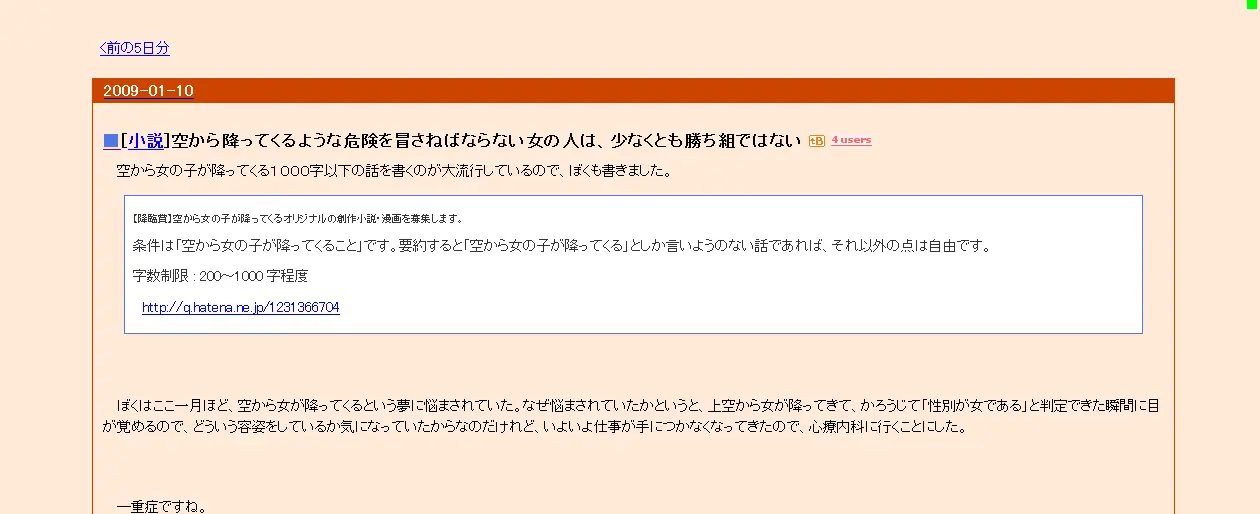 <前の5日分
2009-01-10
■[小説]空から降ってくるような危険を冒さねばならない女の人は、少なくとも勝ち組ではない B 4 users
空から女の子が降ってくる１０００字以下の話を書くのが大流行しているので、ぼくも書きました。
【降臨賞】空から女の子が降ってくるオリジナルの創作小説・漫画を募集します。
条件は「空から女の子が降ってくること」です。要約すると「空から女の子が降ってくる」としか言いようのない話であれば、それ以外の点は自由です。
字数制限 : 200～1000 字程度
http://q.hatena.ne.jp/1231366704
ぼくはここ一月ほど、空から女が降ってくるという夢に悩まされていた。なぜ悩まされていたかというと、上空から女が降ってきて、かろうじて「性別が女である」と判定できた瞬間に目
が覚めるので、どういう容姿をしているか気になっていたからなのだけれど、いよいよ仕事が手につかなくなってきたので、心療内科に行くことにした。
―重症ですね。